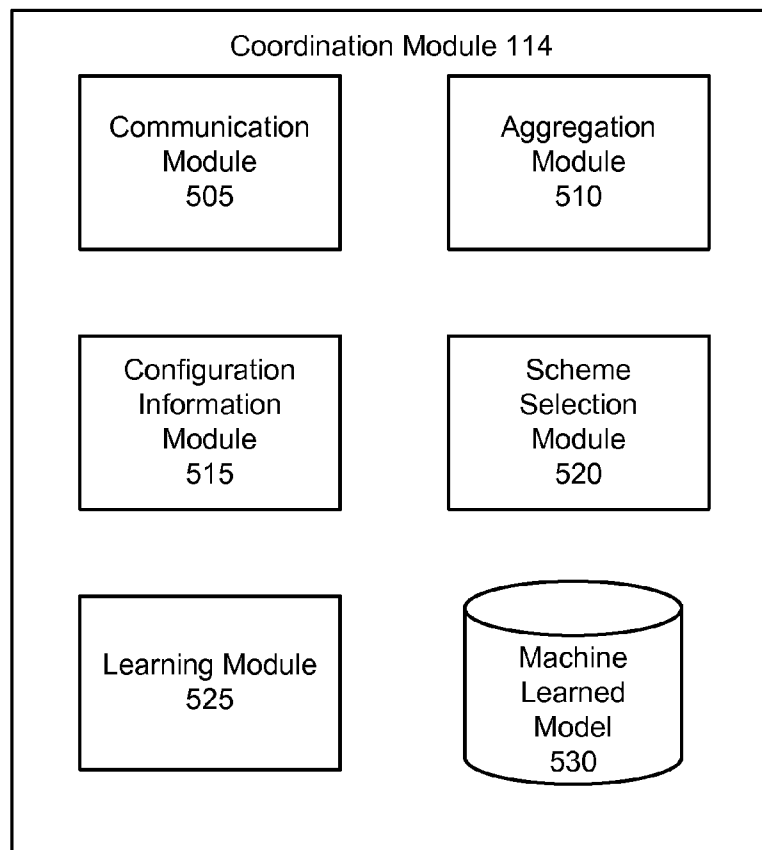 Coordination Module 114
Communication
Module
505
Aggregation
Module
510
Configuration
Information
Module
515
Scheme
Selection
Module
520
Learning Module
525
Machine
Learned
Model
530